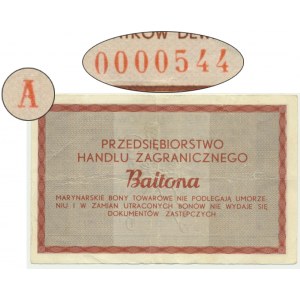 0000544
A
PRZEDSIĘBIORSTWO
HANDLU ZAGRANICZNEGO
Baltona
MARYNARSKIE BONY TOWAROWE NIE PODLEGAJĄ UMORZE-
NIU I W ZAMIAN UTRACONYCH BONÓW NIE WYDAJE SIĘ
DOKUMENTÓW ZASTĘPCZYCH